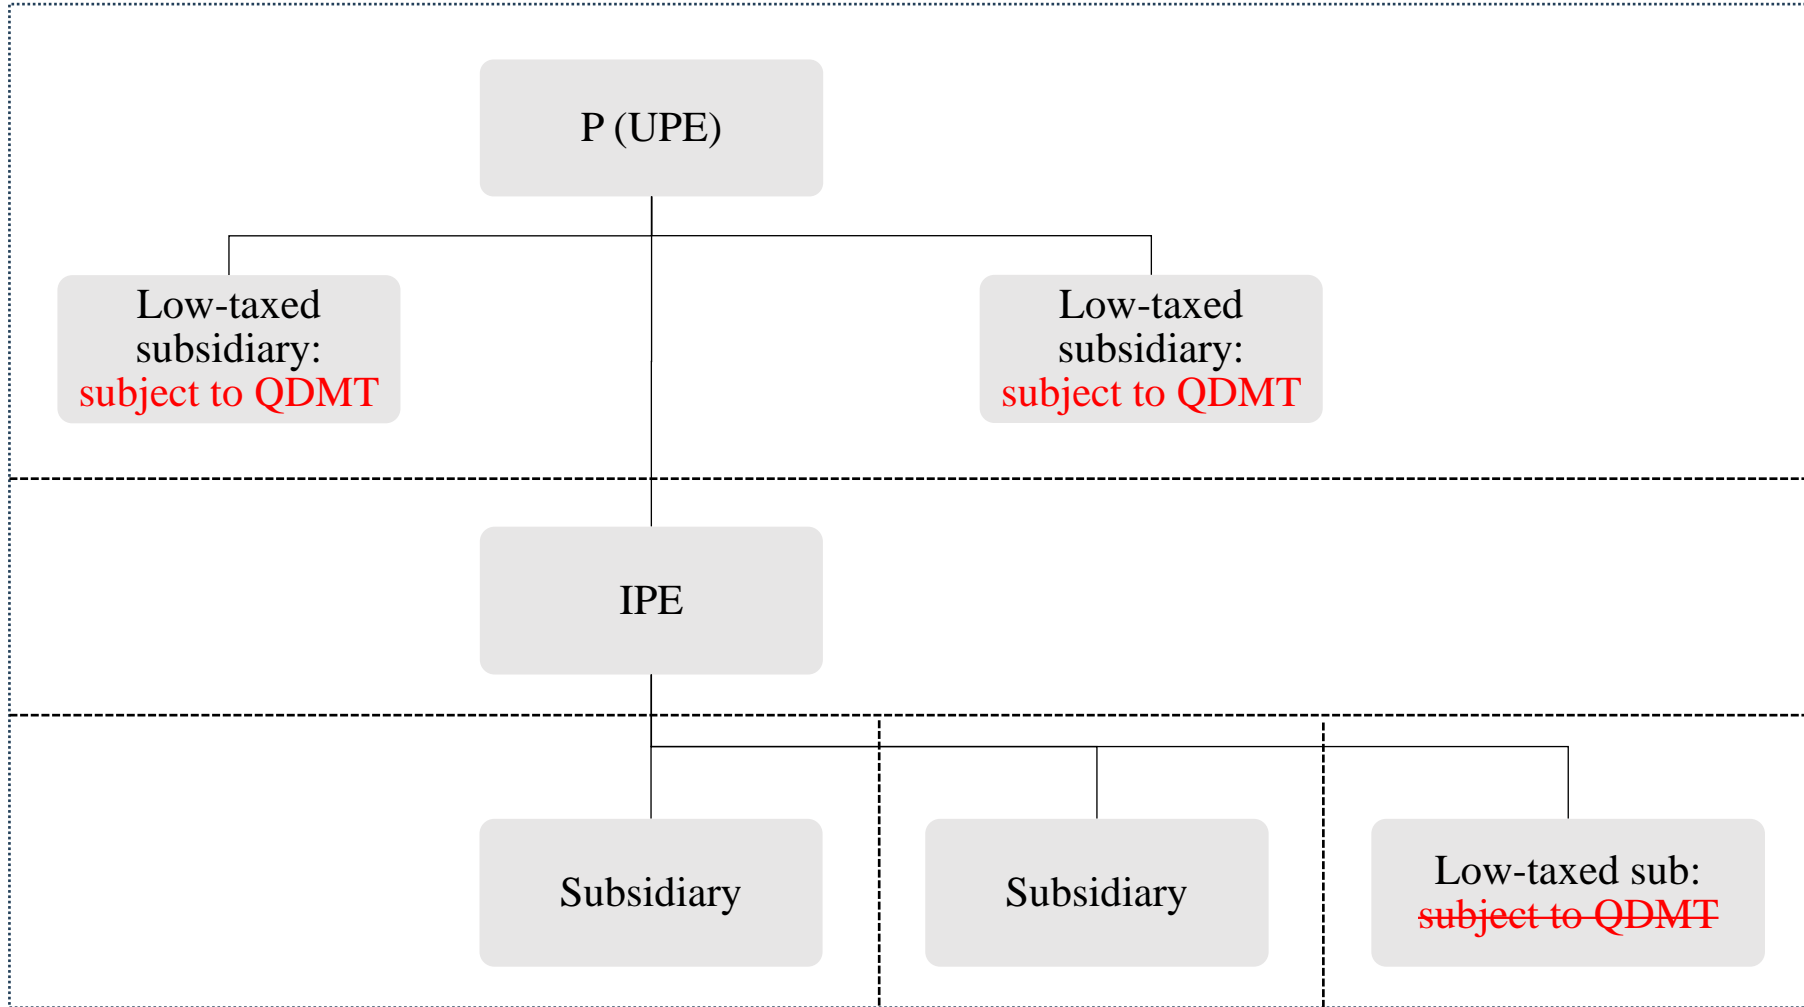 P (UPE)
Low-taxed
subsidiary:
subject to QDMT
Low-taxed
subsidiary:
subject to QDMT
IPE
Subsidiary
Subsidiary
Low-taxed sub:
subject to QDMT